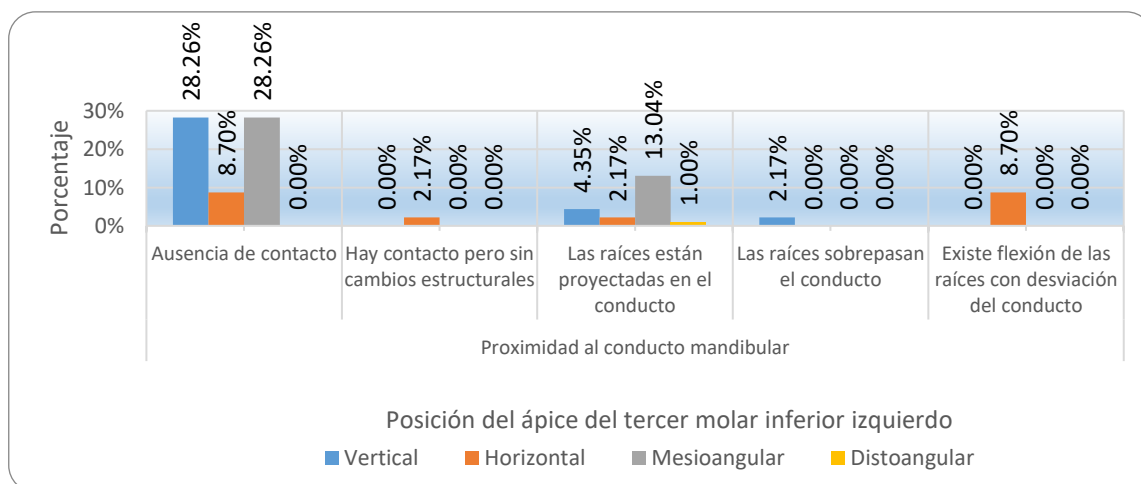 28.26%
8.70%
28.26%
0.00%
0.00%
2.17%
0.00%
0.00%
4.35%
2.17%
13.04%
1.00%
2.17%
0.00%
0.00%
0.00%
0.00%
8.70%
0.00%
0.00%
Porcentaje
30%
20%
10%
0%
Ausencia de contacto
Hay contacto pero sin
cambios estructurales
Las raíces están
proyectadas en el
conducto
Las raíces sobrepasan
el conducto
Existe flexión de las
raíces con desviación
del conducto
Proximidad al conducto mandibular
Posición del ápice del tercer molar inferior izquierdo
Vertical
Horizontal
Mesioangular
Distoangular